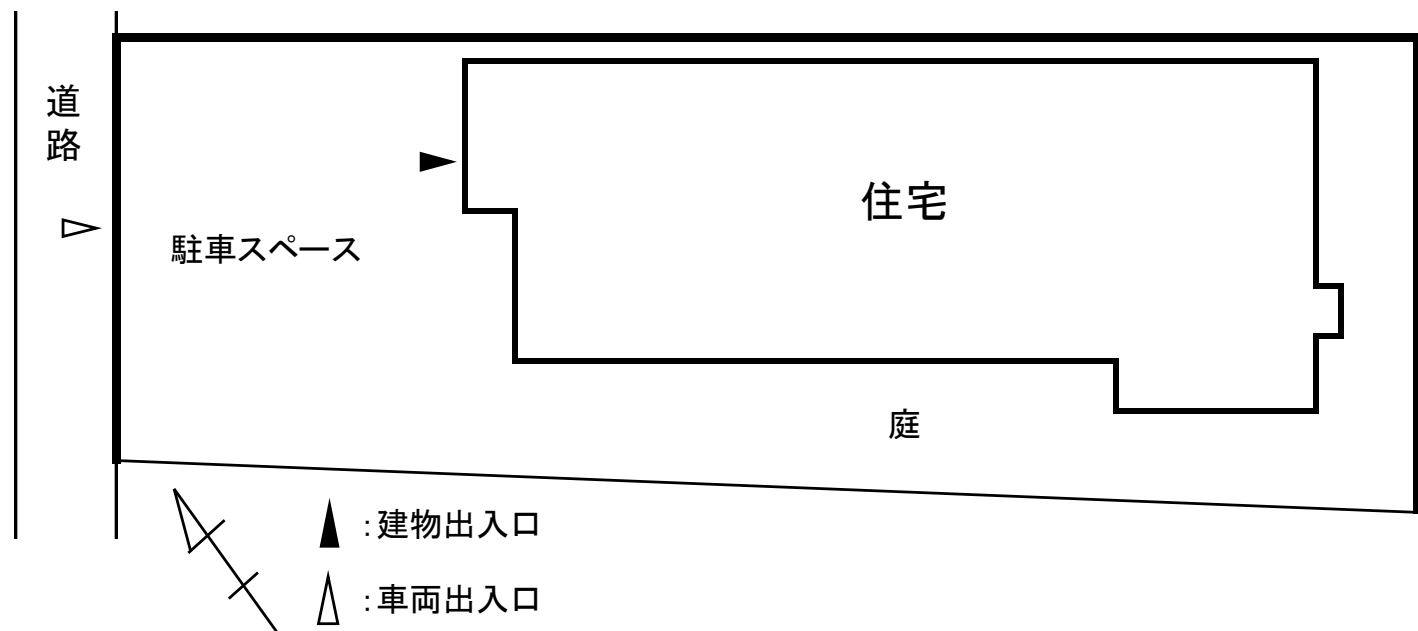 道路
住宅
駐車スペース
庭
:建物出入口
:車両出入口